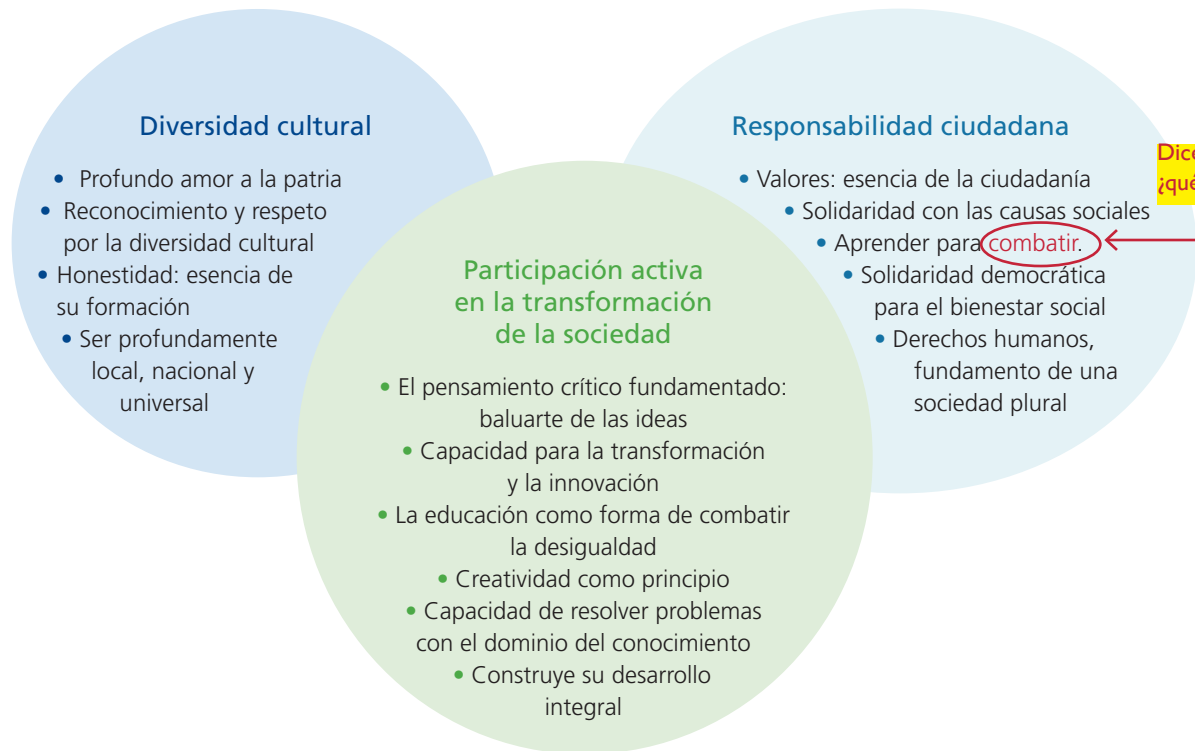 Diversidad cultural
• Profundo amor a la patria
• Reconocimiento y respeto
por la diversidad cultural
• Honestidad: esencia de
su formación
• Ser profundamente
local, nacional y
universal
Participación activa
en la transformación
de la sociedad
• El pensamiento crítico fundamentado:
baluarte de las ideas
• Capacidad para la transformación
y la innovación
• La educación como forma de combatir
la desigualdad
• Creatividad como principio
• Capacidad de resolver problemas
con el dominio del conocimiento
• Construye su desarrollo
integral
Responsabilidad ciudadana
• Valores: esencia de la ciudadanía
• Solidaridad con las causas sociales
• Aprender para combatir.
• Solidaridad democrática
para el bienestar social
• Derechos humanos,
fundamento de una
sociedad plural
Dice
¿qué